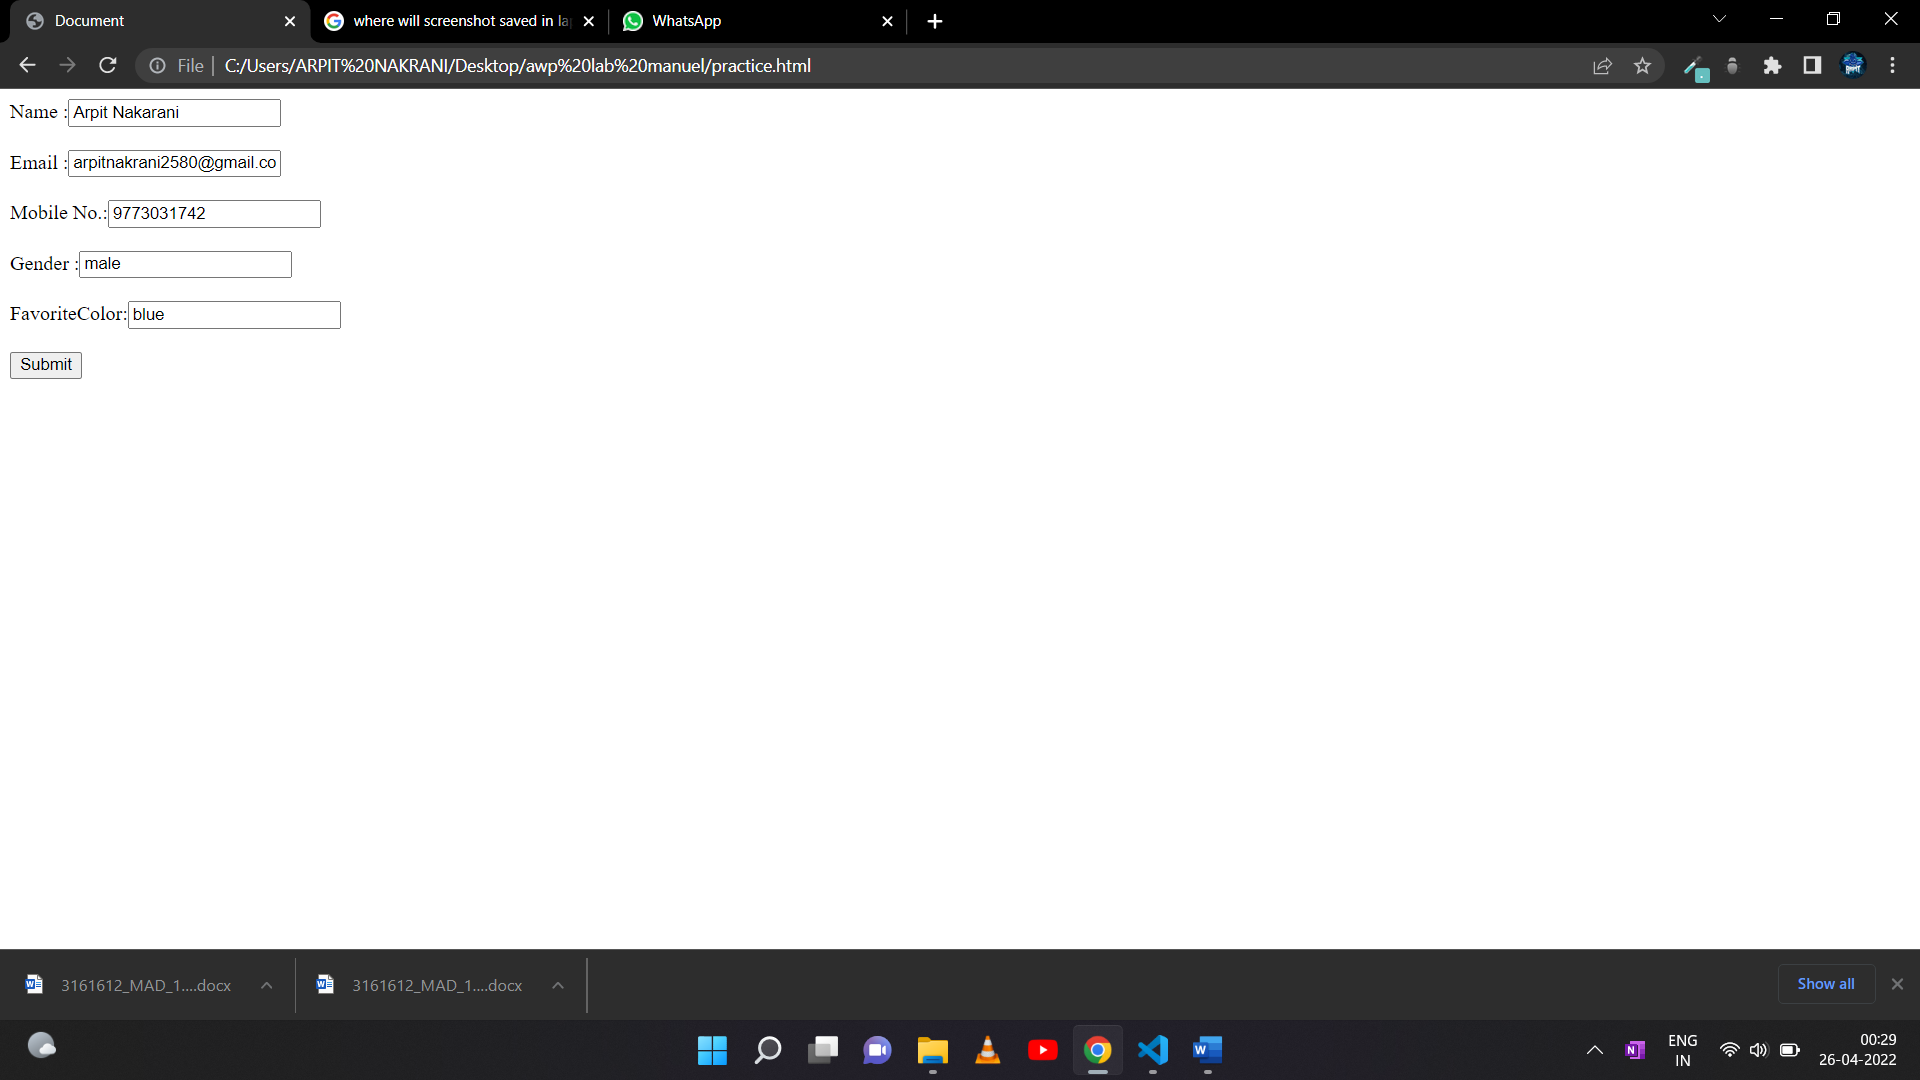 Document
where will screenshot saved in la
WhatsApp
File
C:/Users/ARPIT%20NAKRANI/Desktop/awp%20lab%20manuel/practice.html
Name :Arpit Nakarani
Email :arpitnakrani2580@gmail.co
Mobile No.:9773031742
Gender :male
FavoriteColor:blue
Submit
3161612_MAD_1....docx
3161612_MAD_1....docx
Show all
ENG
IN
00:29
26-04-2022